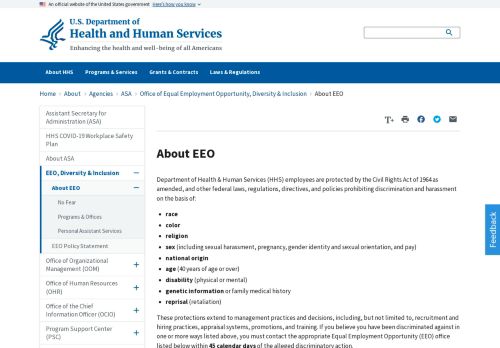 An official website of the United States government Here's how you know
U.S. Department of
Health and Human Services
Enhancing the health and well-being of all Americans
About HHS Programs & Services Grants & Contracts Laws & Regulations
Home › About › Agencies › ASA › Office of Equal Employment Opportunity, Diversity & Inclusion › About EEO
Assistant Secretary for
Administration (ASA)
HHS COVID-19 Workplace Safety
Plan
About ASA
EEO, Diversity & Inclusion
About EEO
No Fear
Programs & Offices
Personal Assistant Services
EEO Policy Statement
Office of Organizational
Management (OOM)
Office of Human Resources
(OHR)
Office of the Chief
Information Officer (OCIO)
Program Support Center
(PSC)
T+
About EEO
Department of Health & Human Services (HHS) employees are protected by the Civil Rights Act of 1964 as
amended, and other federal laws, regulations, directives, and policies prohibiting discrimination and harassment
on the basis of:
• race
• color
• religion
• sex (including sexual harassment, pregnancy, gender identity and sexual orientation, and pay)
• national origin
• age (40 years of age or over)
• disability (physical or mental)
• genetic information or family medical history
• reprisal (retaliation)
These protections extend to management practices and decisions, including, but not limited to, recruitment and
hiring practices, appraisal systems, promotions, and training. If you believe you have been discriminated against
in one or more ways listed above, you must contact the appropriate Equal Employment Opportunity (EEO) office
listed below within 45 calendar days of the alleged discriminatory action.
Feedback